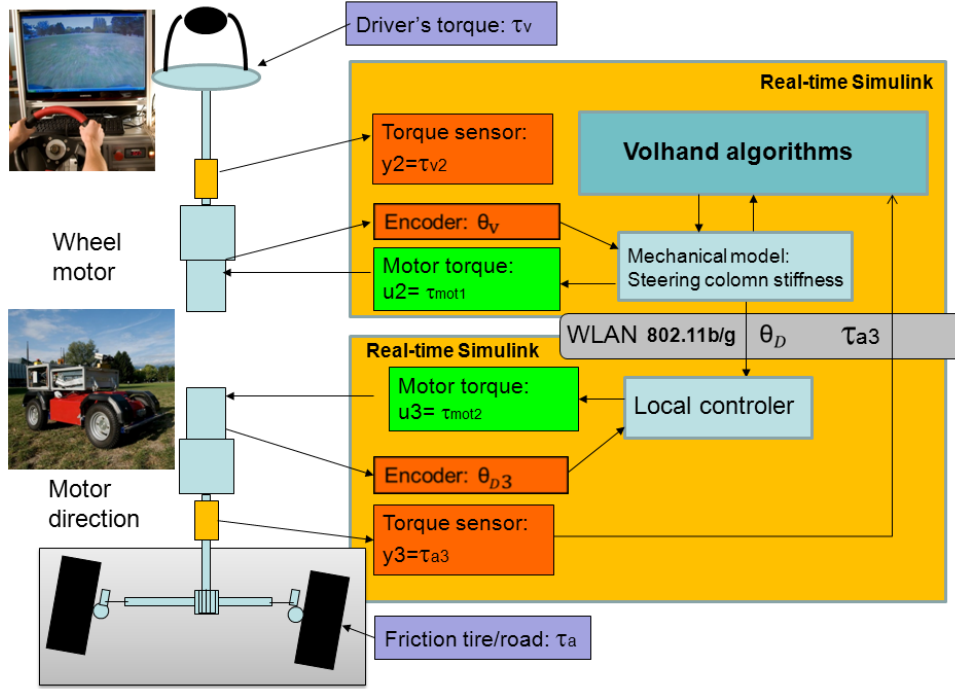 Driver's torque: τv
Real-time Simulink
Torque sensor:
y2=τv2
Volhand algorithms
Encoder: θv
Wheel
motor
Motor torque:
u2= τmot1
Mechanical model:
Steering colomn stiffness
WLAN 802.11b/g θD τa3
Real-time Simulink
Motor torque:
u3= τmot2
Local controler
Encoder: θD3
Motor
direction
Torque sensor:
y3=τa3
Friction tire/road: τa